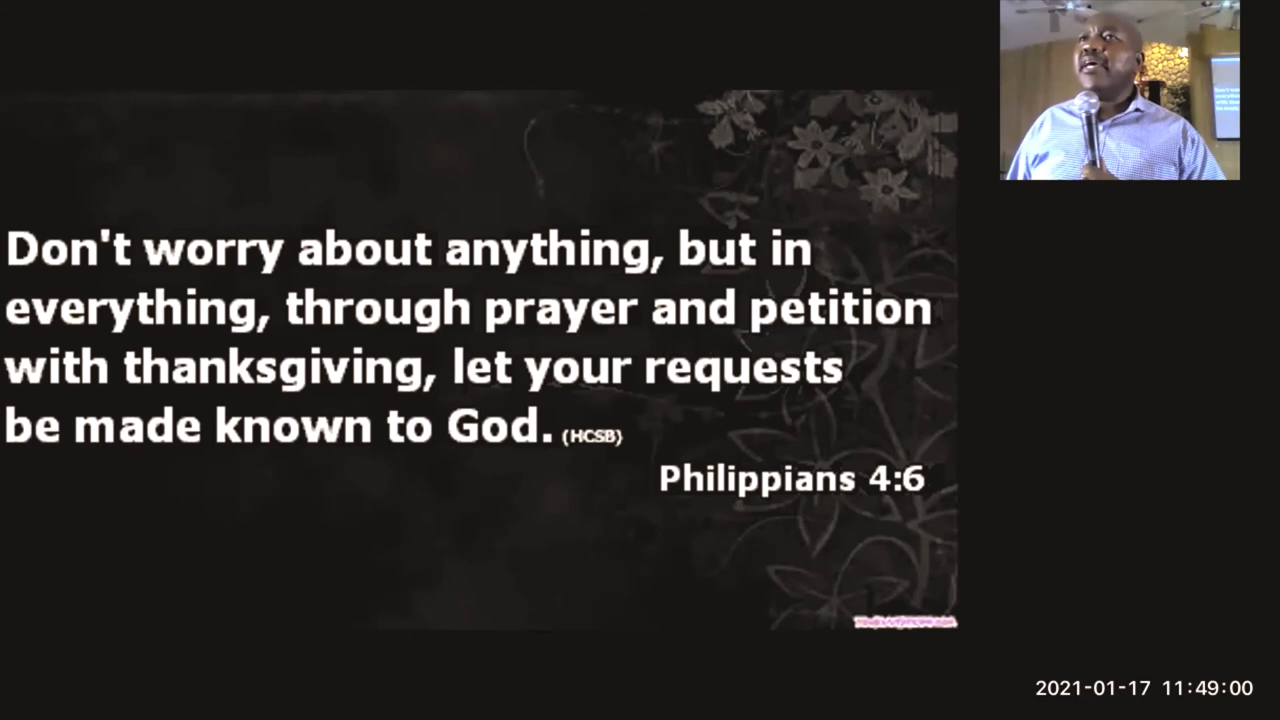 Don't worry about anything, but in
everything, through prayer and petition
with thanksgiving, let your requests
be made known to God. (HCSB)
Philippians 4:6
2021-01-17 11:49:00